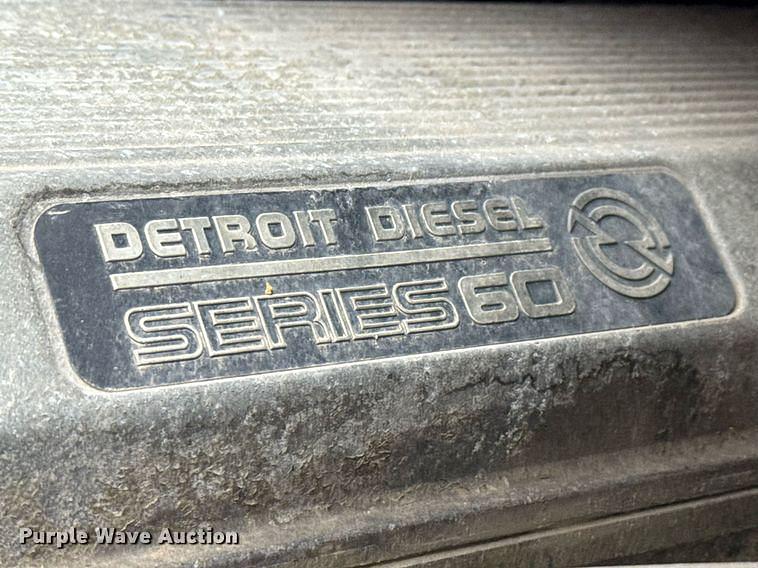 DETROIT DIESEL
SERIES 60
Purple Wave Auction